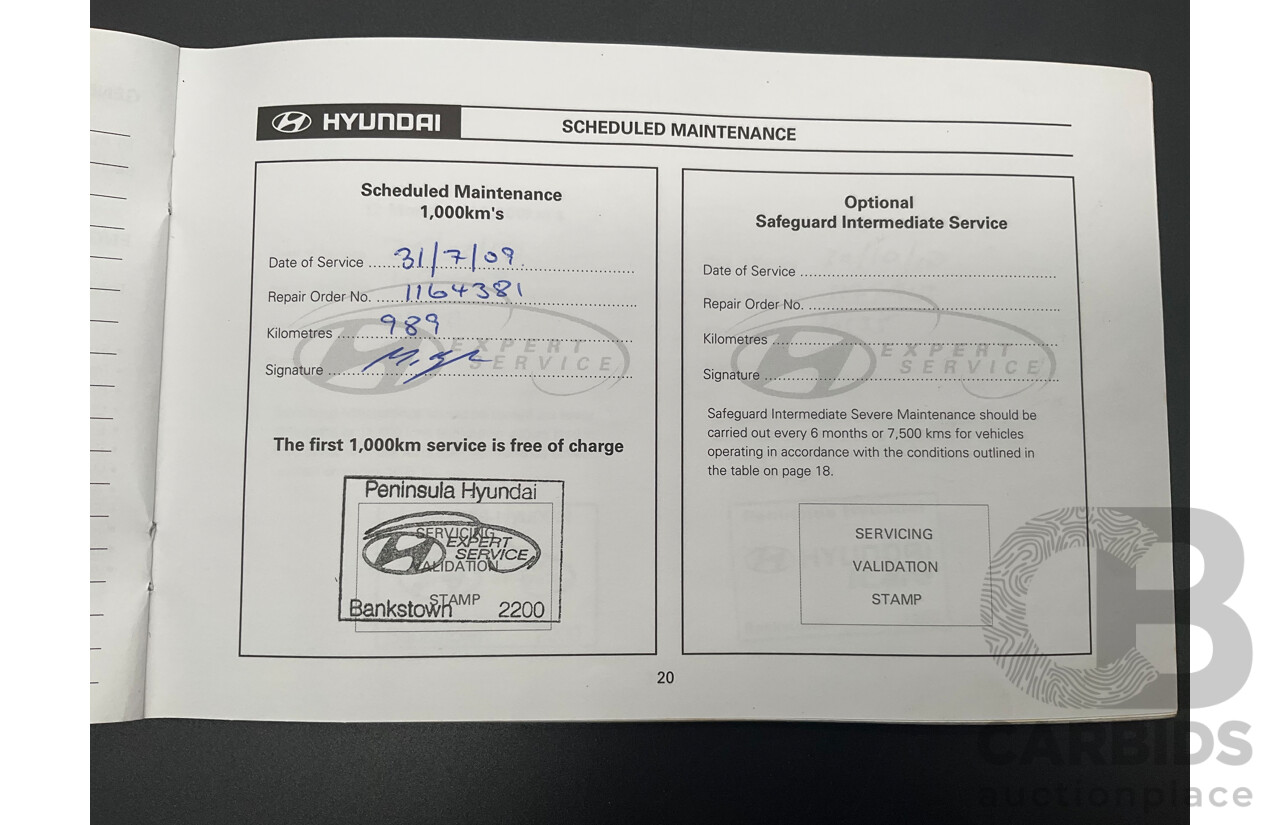 HYUNDAI
SCHEDULED MAINTENANCE
Scheduled Maintenance
1,000km's
Date of Service 31/7/09
Repair Order No. 1164381
Kilometres 989
Signature
EXPERT
SERVICE
The first 1,000km service is free of charge
Peninsula Hyundai
SERVICING
EXPERT
SERVICE
VALIDATION
STAMP
Bankstown 2200
Optional
Safeguard Intermediate Service
Date of Service
Repair Order No.
Kilometres
Signature
EXPERT
SERVICE
Safeguard Intermediate Severe Maintenance should be
carried out every 6 months or 7,500 kms for vehicles
operating in accordance with the conditions outlined in
the table on page 18.
SERVICING
VALIDATION
STAMP
20
CB
CARBIDS
auctionplace